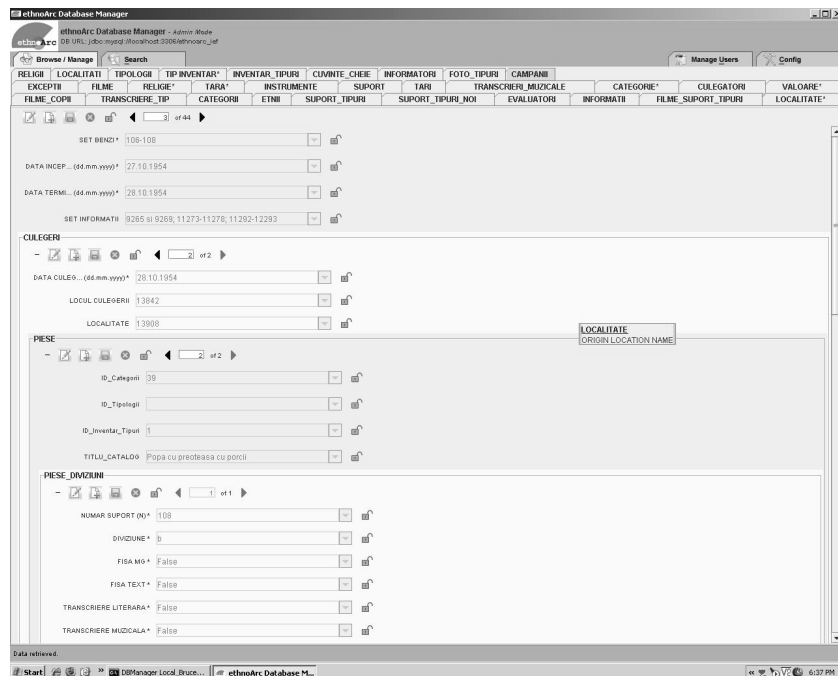 ethnoArc Database Manager
ethnoArc Database Manager - Admin Mode
ethnoArc DB URL: jdbc:mysql://localhost:3306/ethnoarc_ief
Browse / Manage Search Manage Users Config
RELIGII LOCALITATI TIPOLOGII TIP INVENTAR* INVENTAR_TIPURI CUVINTE_CHEIE INFORMATORI FOTO_TIPURI CAMPANII
EXCEPTII FILME RELIGIE* TARA* INSTRUMENTE SUPORT TARI TRANSCRIERI_MUZICALE CATEGORIE* CULEGATORI VALOARE*
FILME_COPII TRANSCRIERE_TIP CATEGORII ETNII SUPORT_TIPURI SUPORT_TIPURI_NOI EVALUATORI INFORMATII FILME_SUPORT_TIPURI LOCALITATE*
3 of 44
SET BENZI* 106-108
DATA INCEP... (dd.mm.yyyy)* 27.10.1954
DATA TERMI... (dd.mm.yyyy)* 28.10.1954
SET INFORMATII 9265 si 9269; 11273-11278; 11292-12293
CULEGERI
2 of 2
DATA CULEG... (dd.mm.yyyy)* 28.10.1954
LOCUL CULEGERII 13842
LOCALITATE 13908
LOCALITATE
ORIGIN LOCATION NAME
PIESE
2 of 2
ID_Categorii 39
ID_Tipologii
ID_Inventar_Tipuri 1
TITLU_CATALOG Popa cu preoteasa cu porcii
PIESE_DIVIZIUNI
1 of 1
NUMAR SUPORT (N)* 108
DIVIZIUNE* b
FISA MG* False
FISA TEXT* False
TRANSCRIERE LITERARA* False
TRANSCRIERE MUZICALA* False
Data retrieved.
Start DBManager Local_Bruce... ethnoArc Database M... 6:37 PM